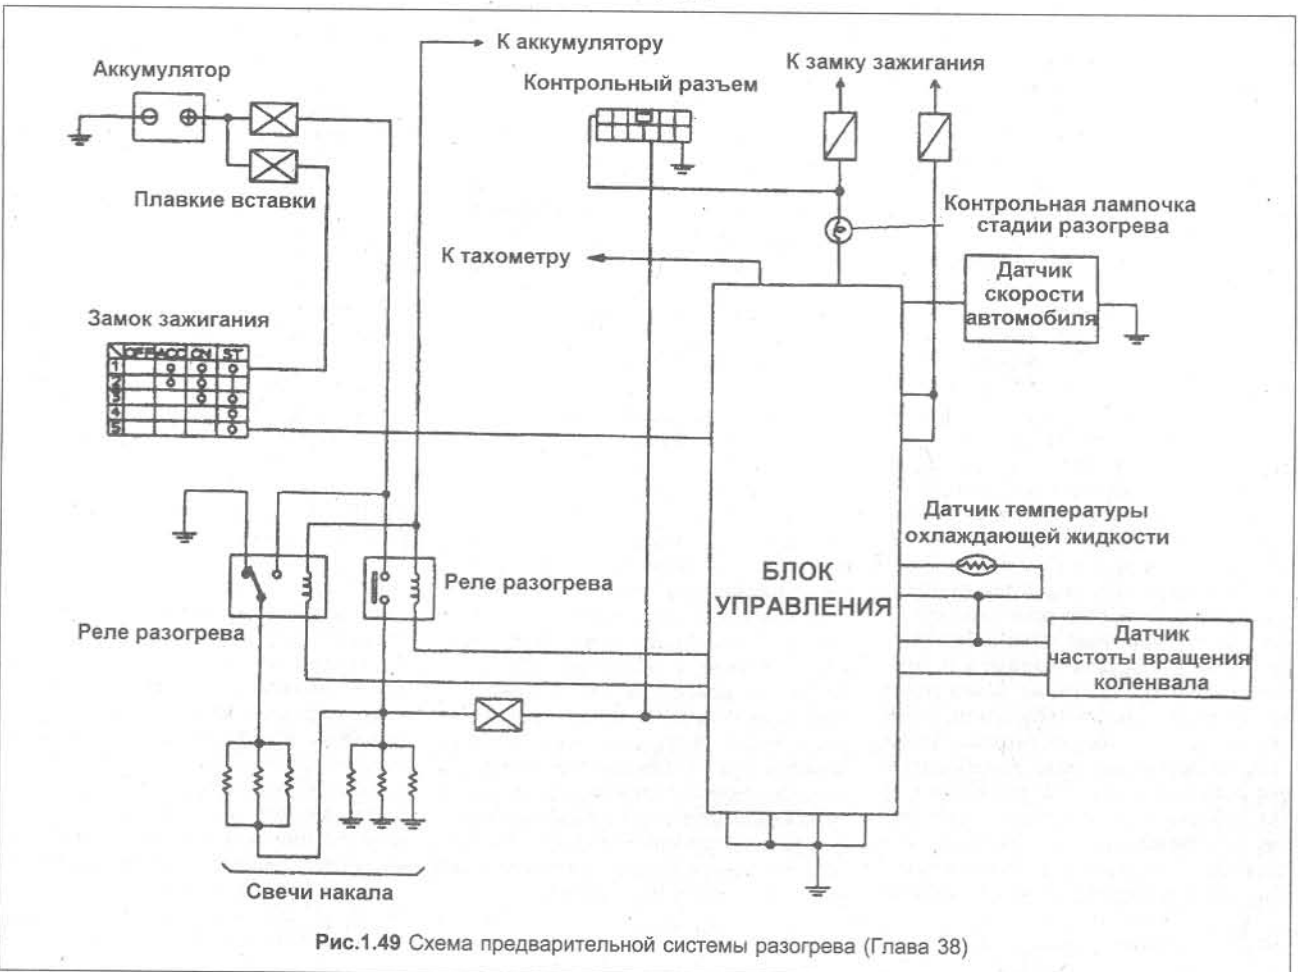 К аккумулятору
Аккумулятор
К замку зажигания
Контрольный разъем
Плавкие вставки
Контрольная лампочка
стадии разогрева
К тахометру
Датчик
скорости
автомобиля
Замок зажигания
OFF ACC ON ST
1
2
3
4
5
Датчик температуры
охлаждающей жидкости
БЛОК
УПРАВЛЕНИЯ
Реле разогрева
Реле разогрева
Датчик
частоты вращения
коленвала
Свечи накала
Рис.1.49 Схема предварительной системы разогрева (Глава 38)